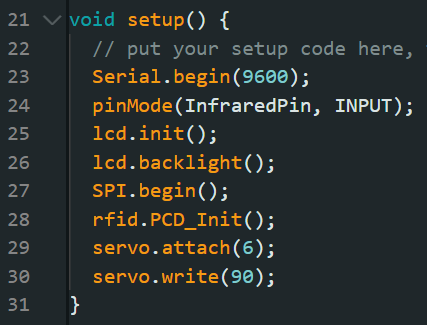 21 void setup() {
22 // put your setup code here,
23 Serial.begin(9600);
24 pinMode(InfraredPin, INPUT);
25 lcd.init();
26 lcd.backlight();
27 SPI.begin();
28 rfid.PCD_Init();
29 servo.attach(6);
30 servo.write(90);
31 }